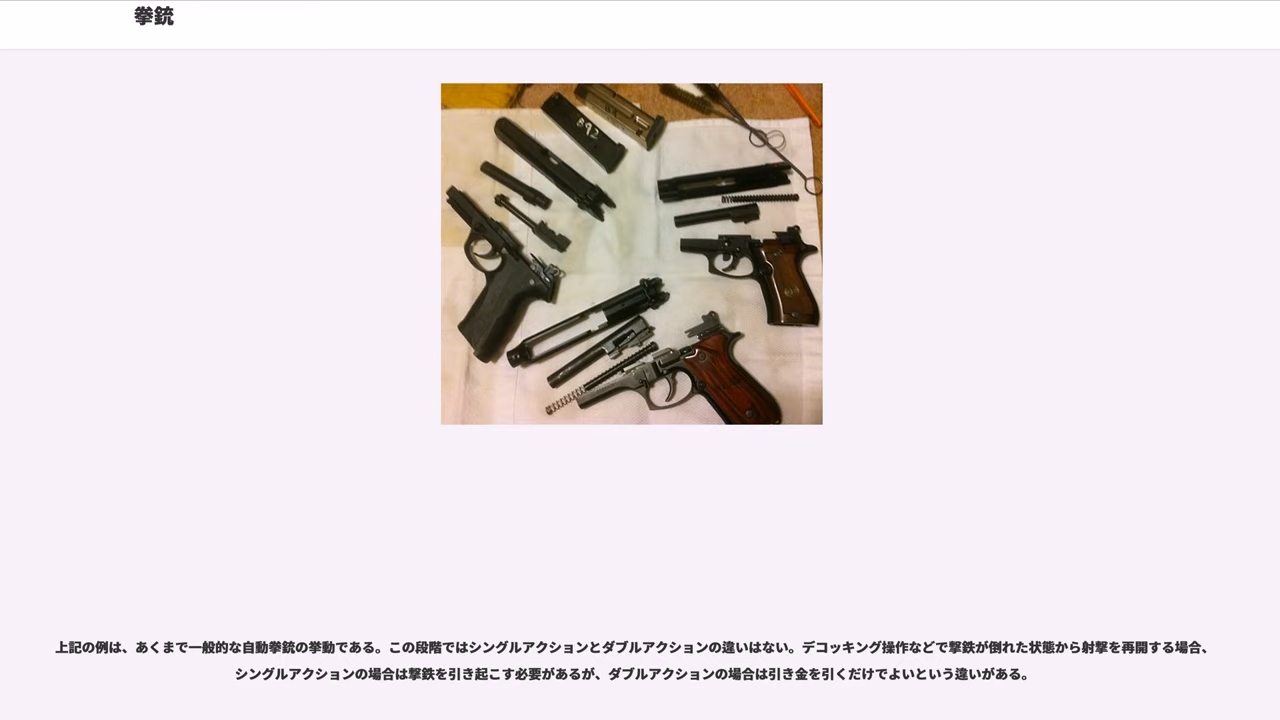 拳銃
892
上記の例は、あくまで一般的な自動拳銃の挙動である。この段階ではシングルアクションとダブルアクションの違いはない。デコッキング操作などで撃鉄が倒れた状態から射撃を再開する場合、
シングルアクションの場合は撃鉄を引き起こす必要があるが、ダブルアクションの場合は引き金を引くだけでよいという違いがある。